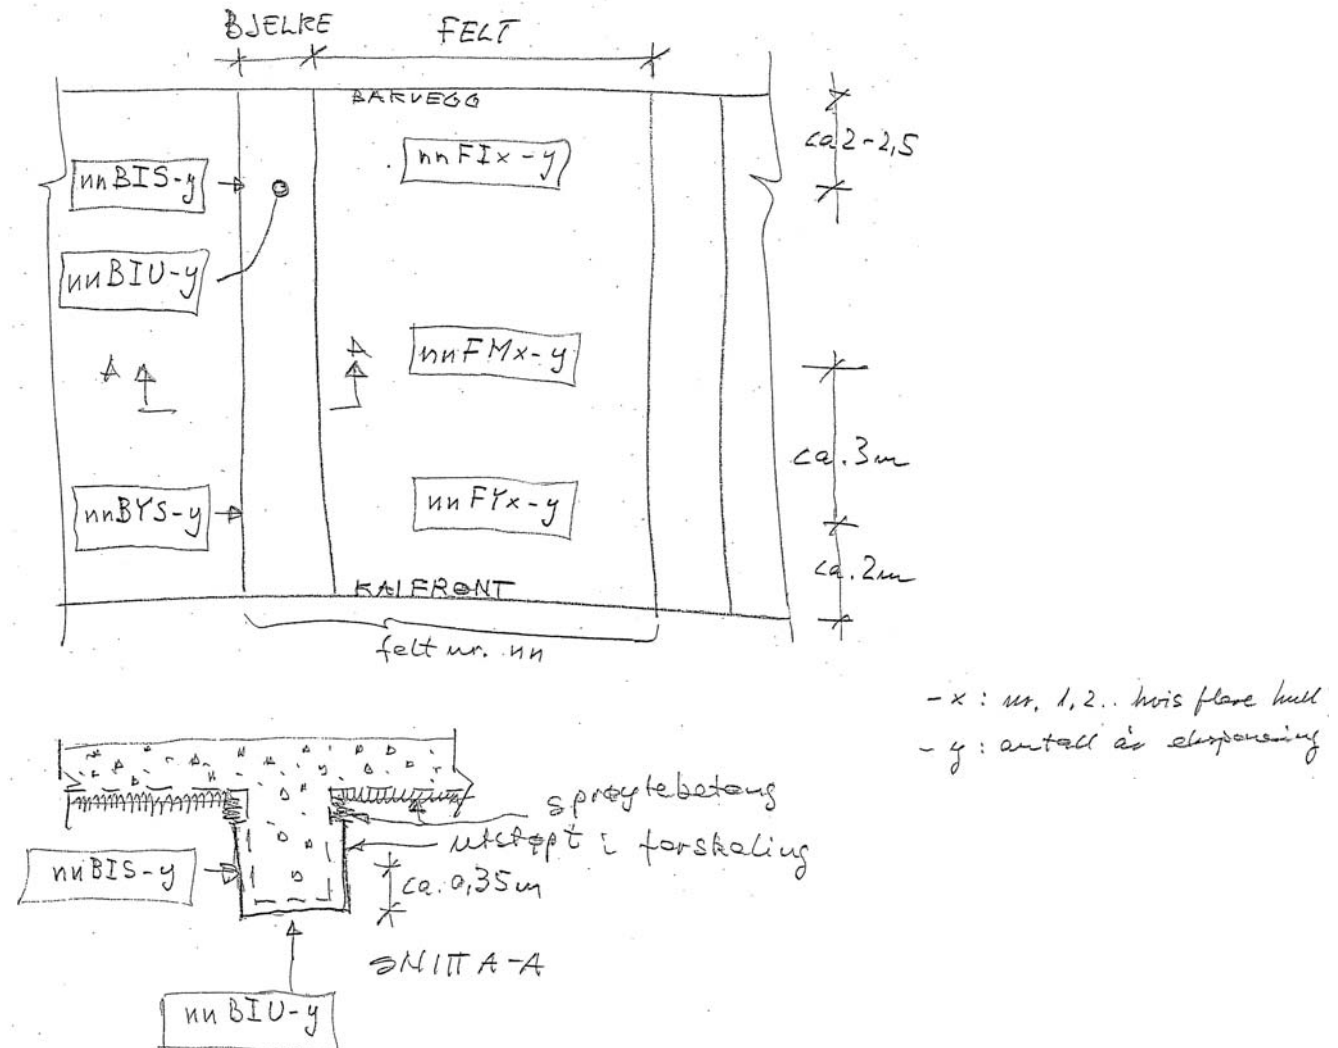 BJELKE FELT
BAKVEGG
ca 2-2,5
nnFIx-y
nnBIS-y
nnBIU-y
nnFMx-y
A A
ca. 3m
nnBYS-y
nnFYx-y
ca. 2m
KAIFRONT
felt nr. nn
- x : nr. 1,2.. hvis flere hull
- y : antall år eksponering
sprøytebetong
utstøpt i forskaling
nnBIS-y
ca. 0,35m
SNITT A-A
nnBIU-y